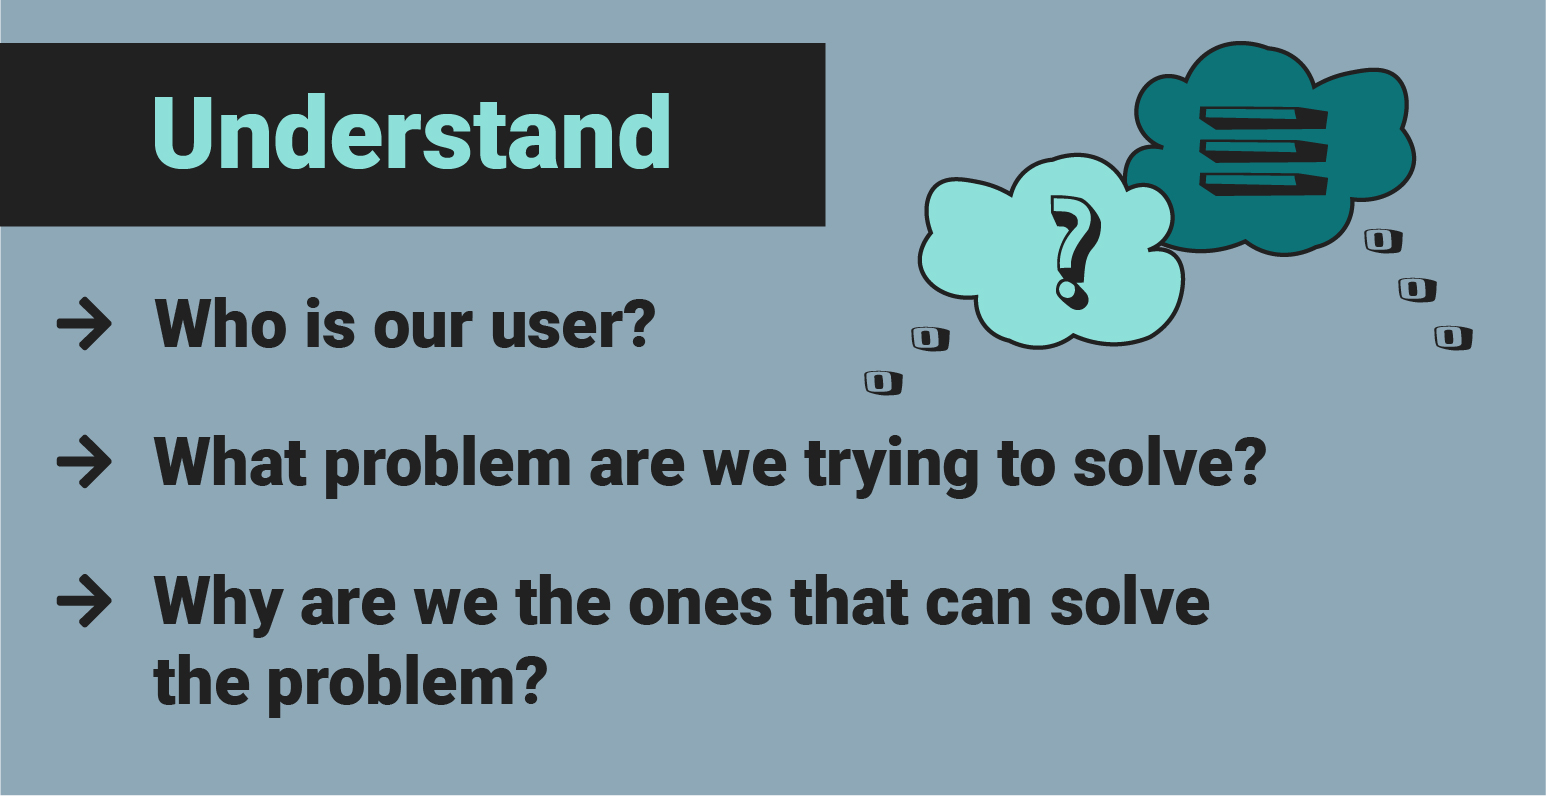 Understand
?
Who is our user?
What problem are we trying to solve?
Why are we the ones that can solve
the problem?